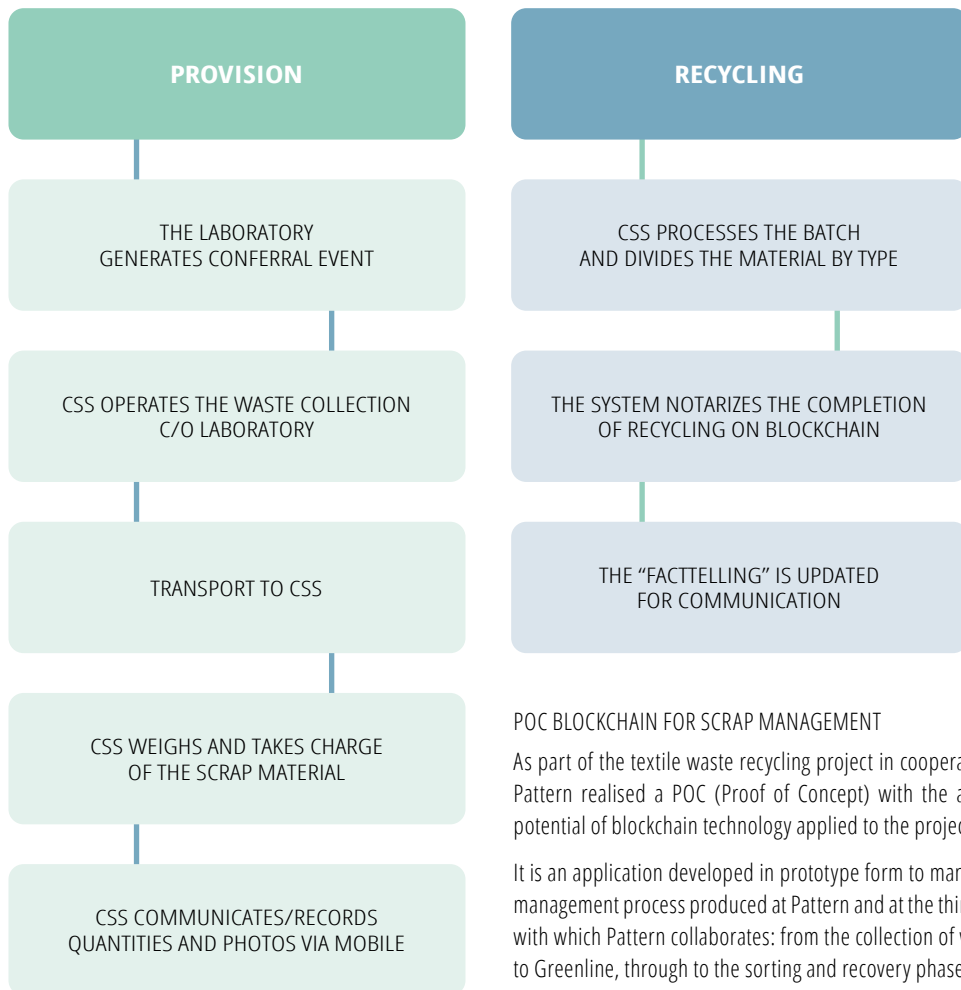 PROVISION
THE LABORATORY
GENERATES CONFERRAL EVENT
CSS OPERATES THE WASTE COLLECTION
C/O LABORATORY
TRANSPORT TO CSS
CSS WEIGHS AND TAKES CHARGE
OF THE SCRAP MATERIAL
CSS COMMUNICATES/RECORDS
QUANTITIES AND PHOTOS VIA MOBILE
RECYCLING
CSS PROCESSES THE BATCH
AND DIVIDES THE MATERIAL BY TYPE
THE SYSTEM NOTARIZES THE COMPLETION
OF RECYCLING ON BLOCKCHAIN
THE “FACTTELLING” IS UPDATED
FOR COMMUNICATION
POC BLOCKCHAIN FOR SCRAP MANAGEMENT
As part of the textile waste recycling project in
Pattern realised a POC (Proof of Concept) with the
potential of blockchain technology applied to the
It is an application developed in prototype form to
management process produced at Pattern and at the
with which Pattern collaborates: from the collection of
to Greenline, through to the sorting and recovery